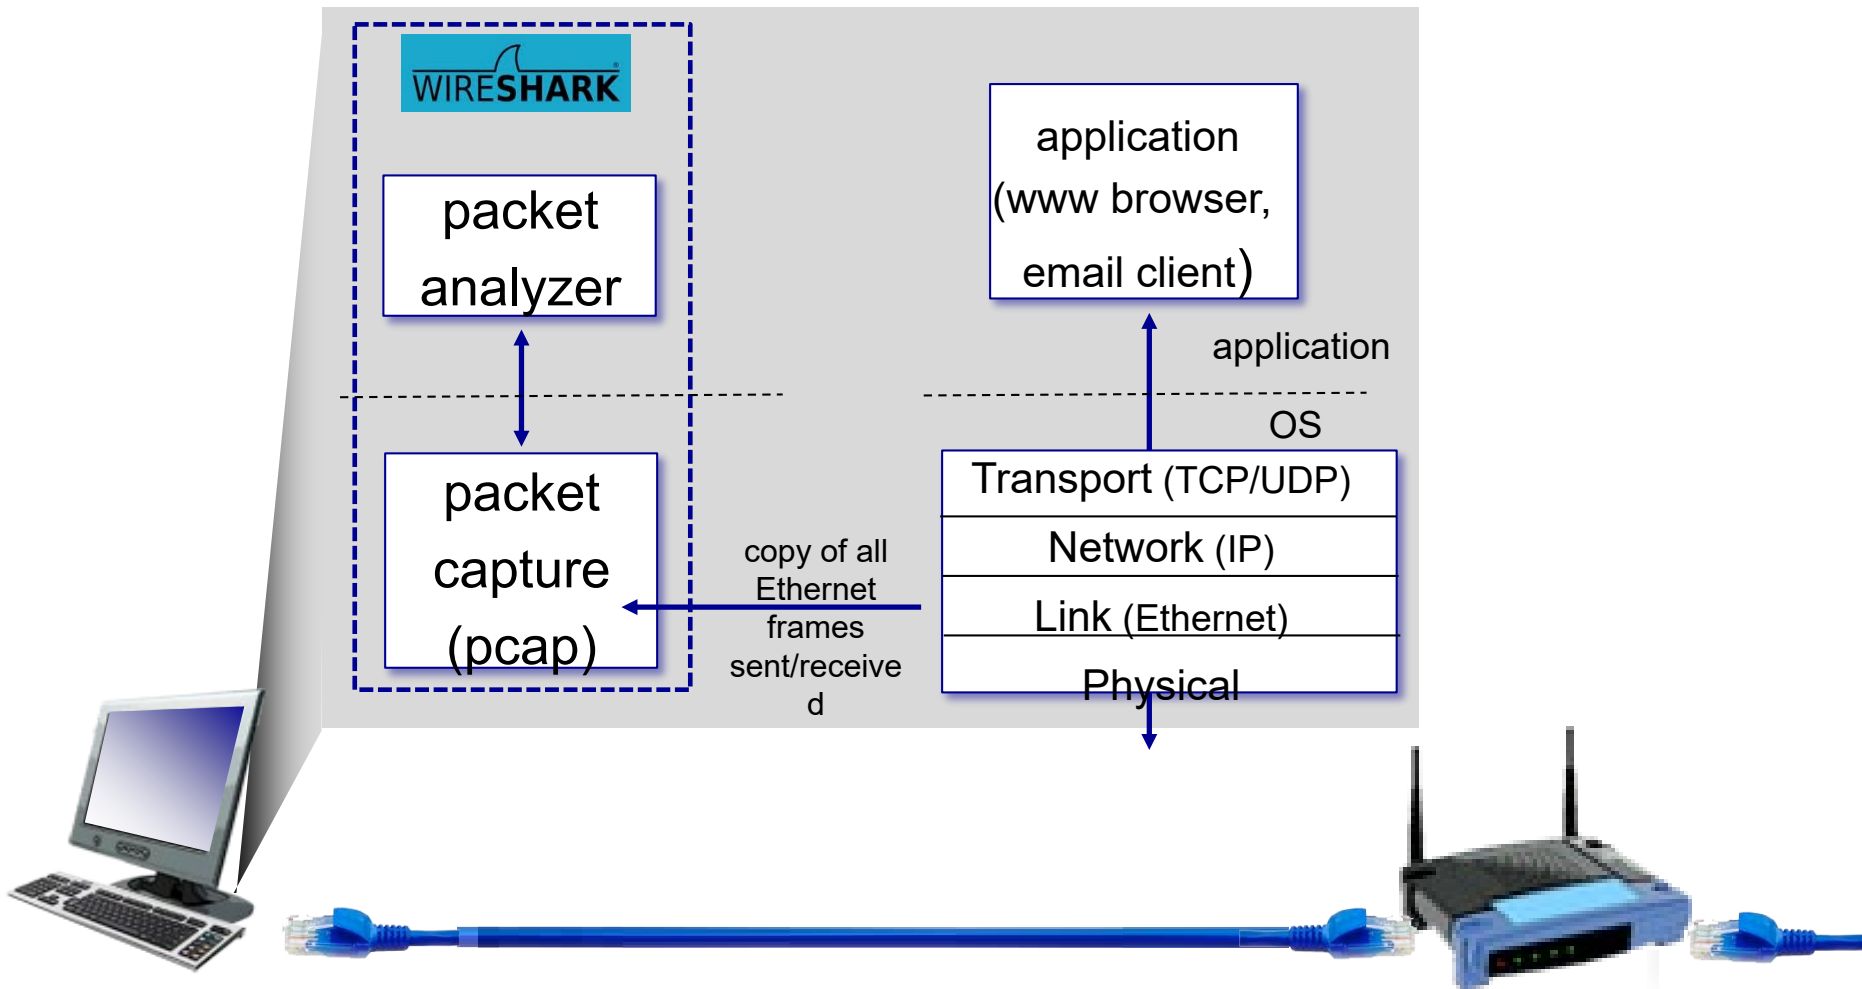 WIRESHARK
®
packet
analyzer
packet
capture
(pcap)
copy of all
Ethernet
frames
sent/receive
d
application
(www browser,
email client)
application
OS
Transport (TCP/UDP)
Network (IP)
Link (Ethernet)
Physical